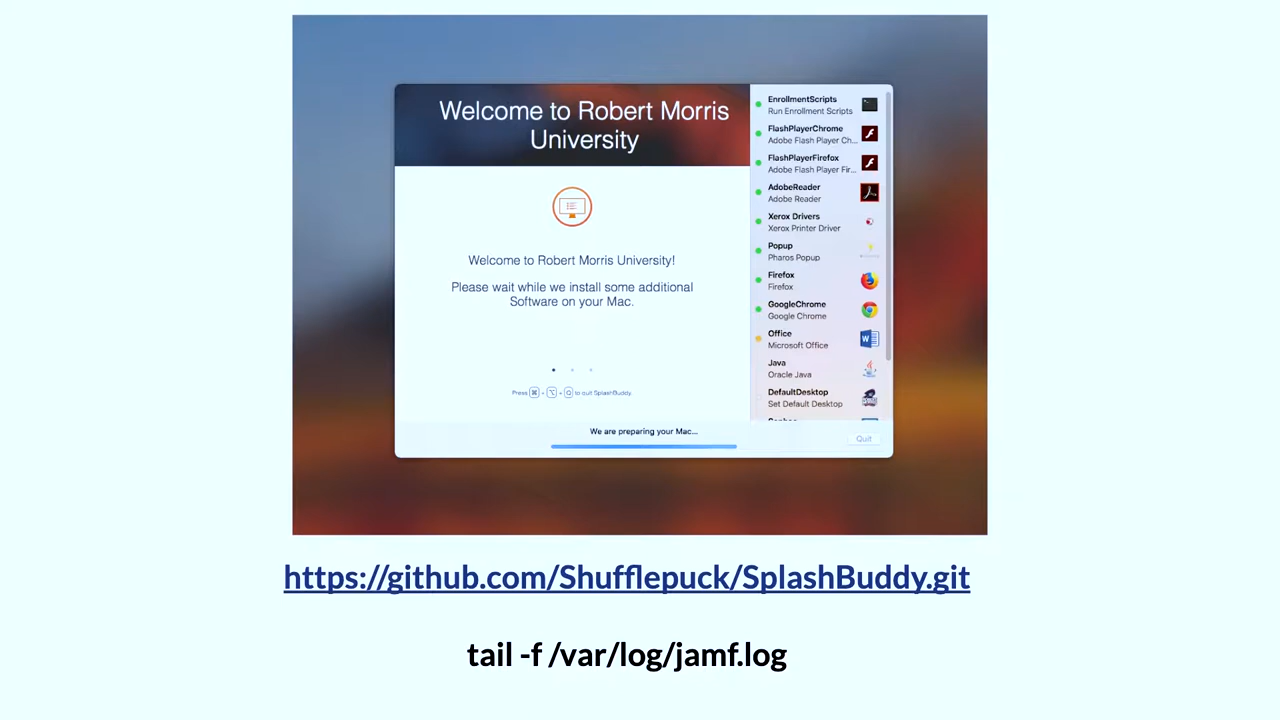 Welcome to Robert Morris
University
Welcome to Robert Morris University!
Please wait while we install some additional
Software on your Mac.
Press ⌘ + ⌥ + Q to quit SplashBuddy.
We are preparing your Mac...
Quit
EnrollmentScripts
Run Enrollment Scripts
FlashPlayerChrome
Adobe Flash Player Ch...
FlashPlayerFirefox
Adobe Flash Player Fir...
AdobeReader
Adobe Reader
Xerox Drivers
Xerox Printer Driver
Popup
Pharos Popup
Firefox
Firefox
GoogleChrome
Google Chrome
Office
Microsoft Office
Java
Oracle Java
DefaultDesktop
Set Default Desktop
https://github.com/Shufflepuck/SplashBuddy.git
tail -f /var/log/jamf.log